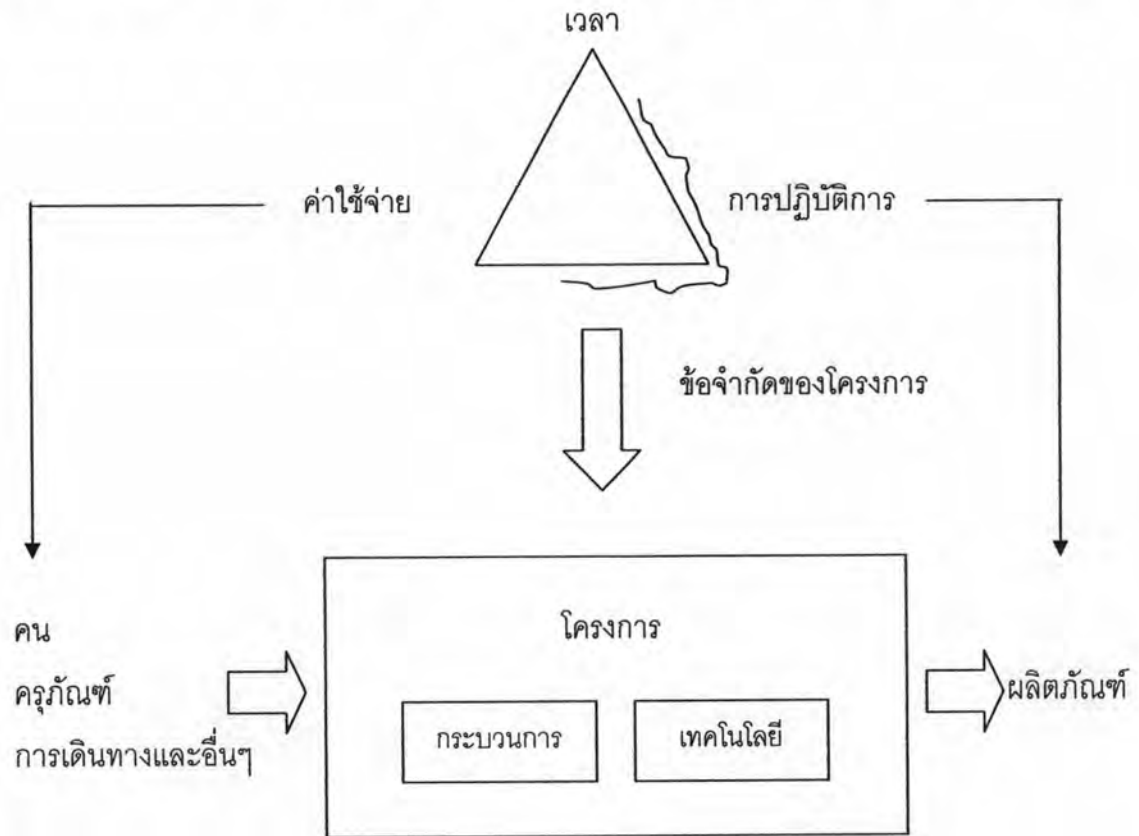 เวลา
ค่าใช้จ่าย
การปฏิบัติการ
ข้อจำกัดของโครงการ
คน
ครุภัณฑ์
การเดินทางและอื่นๆ
โครงการ
กระบวนการ
เทคโนโลยี
ผลิตภัณฑ์